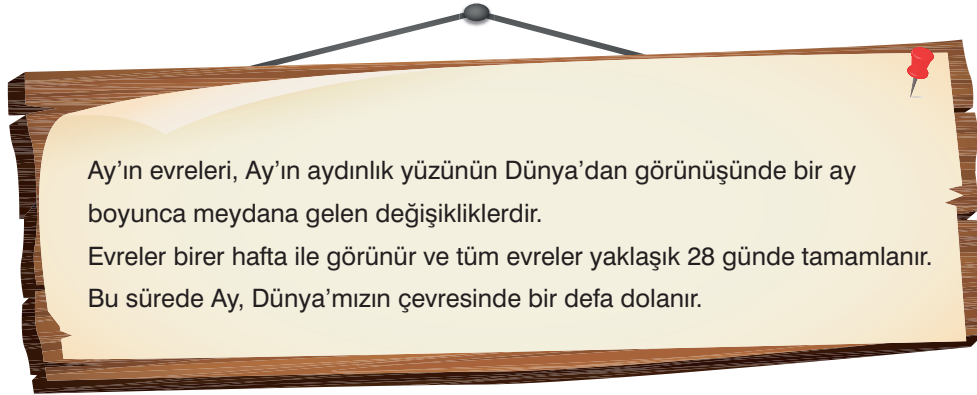 Ay’ın evreleri, Ay’ın aydınlık yüzünün Dünya’dan görünüşünde bir ay
boyunca meydana gelen değişikliklerdir.
Evreler birer hafta ile görünür ve tüm evreler yaklaşık 28 günde tamamlanır.
Bu sürede Ay, Dünya’mızın çevresinde bir defa dolanır.